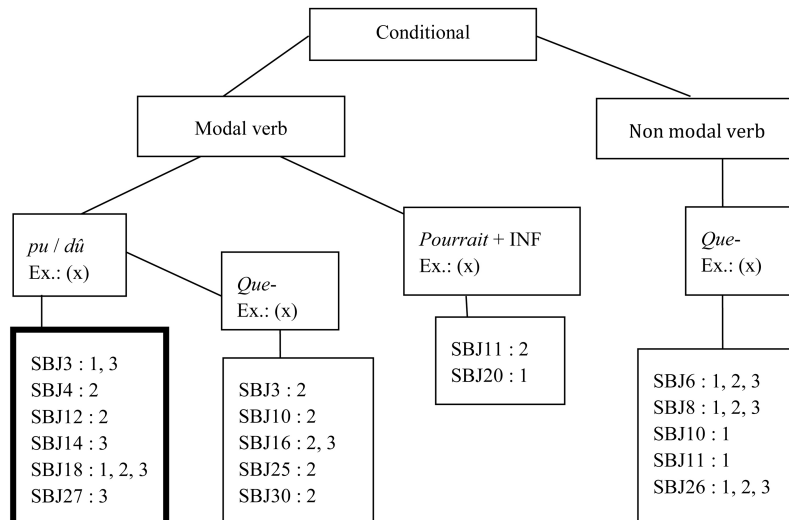 Conditional
Modal verb
Non modal verb
pu / dû
Ex.: (x)
Que-
Ex.: (x)
Pourrait + INF
Ex.: (x)
Que-
Ex.: (x)
SBJ3 : 1, 3
SBJ4 : 2
SBJ12 : 2
SBJ14 : 3
SBJ18 : 1, 2, 3
SBJ27 : 3
SBJ3 : 2
SBJ10 : 2
SBJ16 : 2, 3
SBJ25 : 2
SBJ30 : 2
SBJ11 : 2
SBJ20 : 1
SBJ6 : 1, 2, 3
SBJ8 : 1, 2, 3
SBJ10 : 1
SBJ11 : 1
SBJ26 : 1, 2, 3